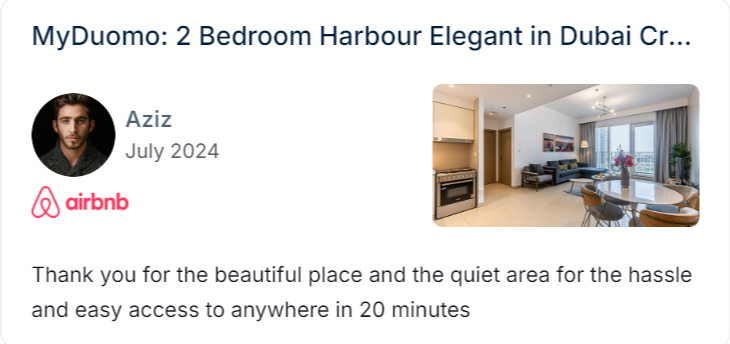 MyDuomo: 2 Bedroom Harbour Elegant in Dubai Cr...
Aziz
July 2024
airbnb
Thank you for the beautiful place and the quiet area for the hassle
and easy access to anywhere in 20 minutes